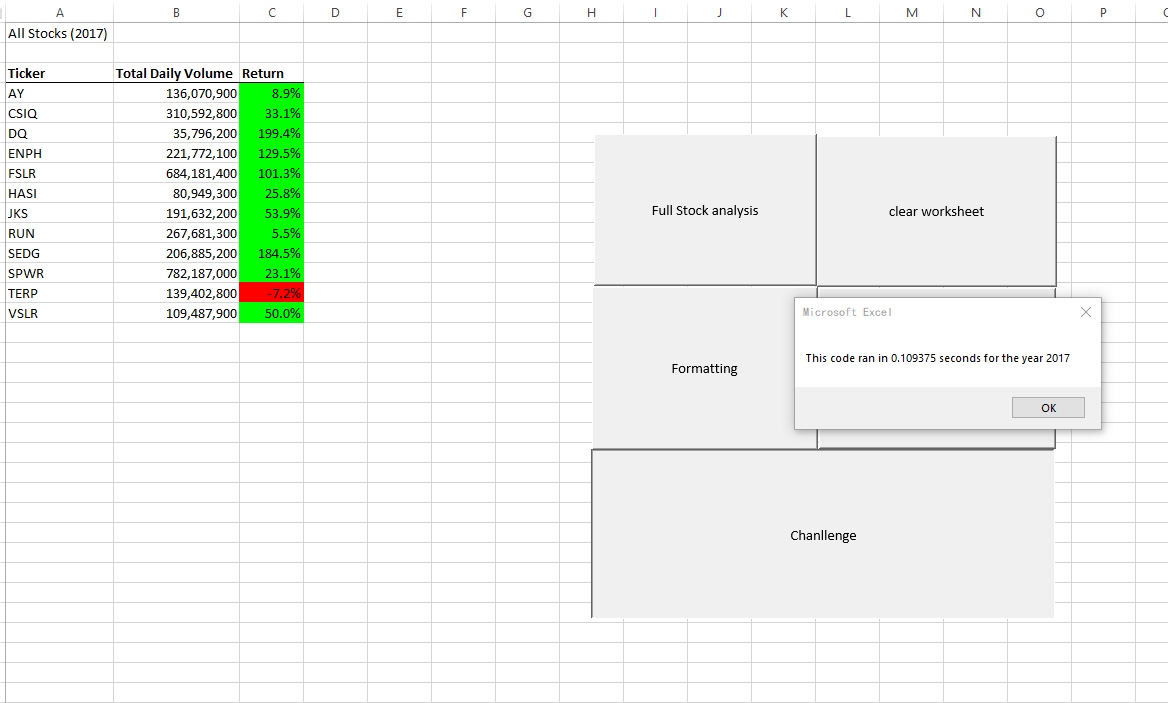 A B C D E F G H I J K L M N O P
All Stocks (2017)
Ticker Total Daily Volume Return
AY 136,070,900 8.9%
CSIQ 310,592,800 33.1%
DQ 35,796,200 199.4%
ENPH 221,772,100 129.5%
FSLR 684,181,400 101.3%
HASI 80,949,300 25.8%
JKS 191,632,200 53.9%
RUN 267,681,300 5.5%
SEDG 206,885,200 184.5%
SPWR 782,187,000 23.1%
TERP 139,402,800 -7.2%
VSLR 109,487,900 50.0%
Full Stock analysis
clear worksheet
Formatting
Microsoft Excel
This code ran in 0.109375 seconds for the year 2017
OK
Chanllenge